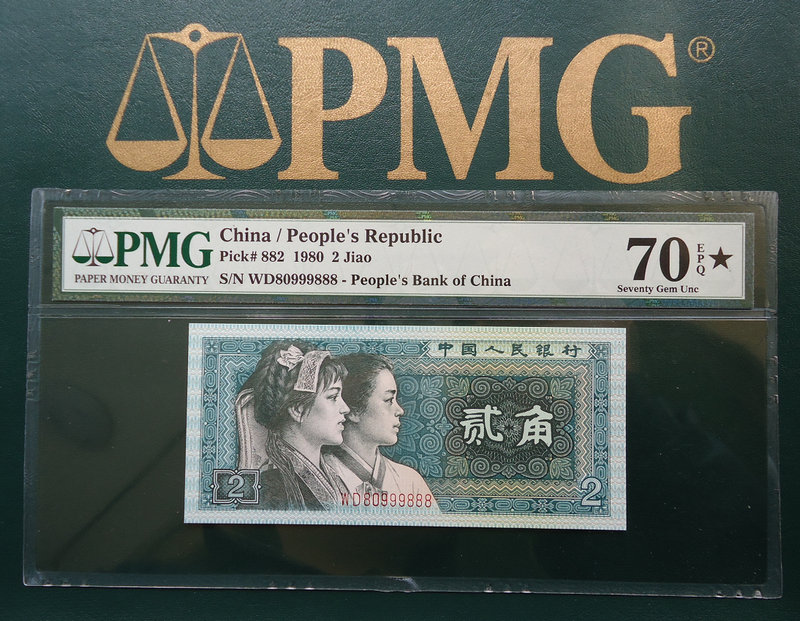 PMG®
PMG
PAPER MONEY GUARANTY
China / People's Republic
Pick# 882 1980 2 Jiao
S/N WD80999888 - People's Bank of China
70 EPQ ★
Seventy Gem Unc
中国人民银行
贰角
WD80999888
2
2